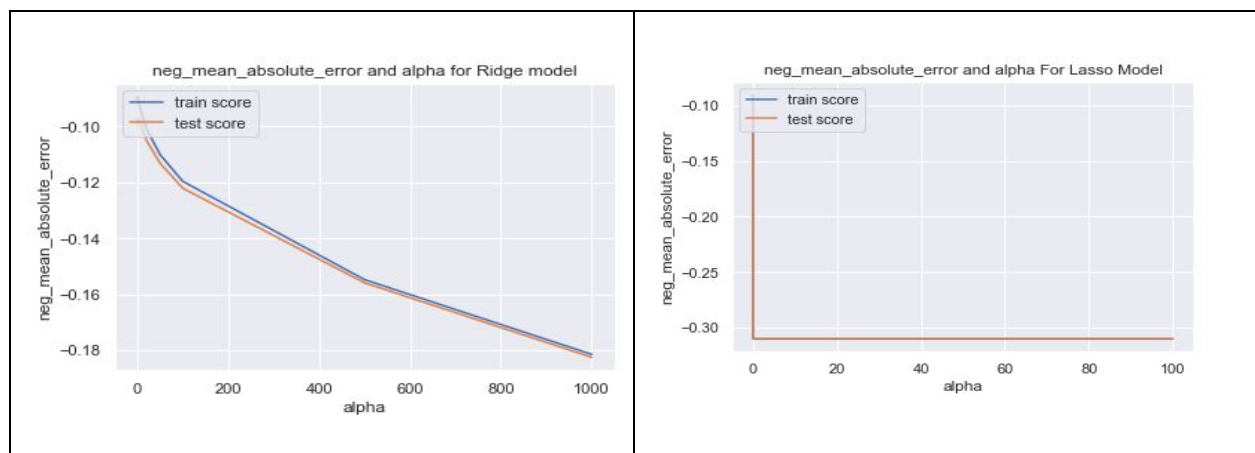 neg_mean_absolute_error and alpha for Ridge model
train score
test score
−0.10
−0.12
−0.14
−0.16
−0.18
neg_mean_absolute_error
0 200 400 600 800 1000
alpha
neg_mean_absolute_error and alpha For Lasso Model
train score
test score
−0.10
−0.15
−0.20
−0.25
−0.30
neg_mean_absolute_error
0 20 40 60 80 100
alpha